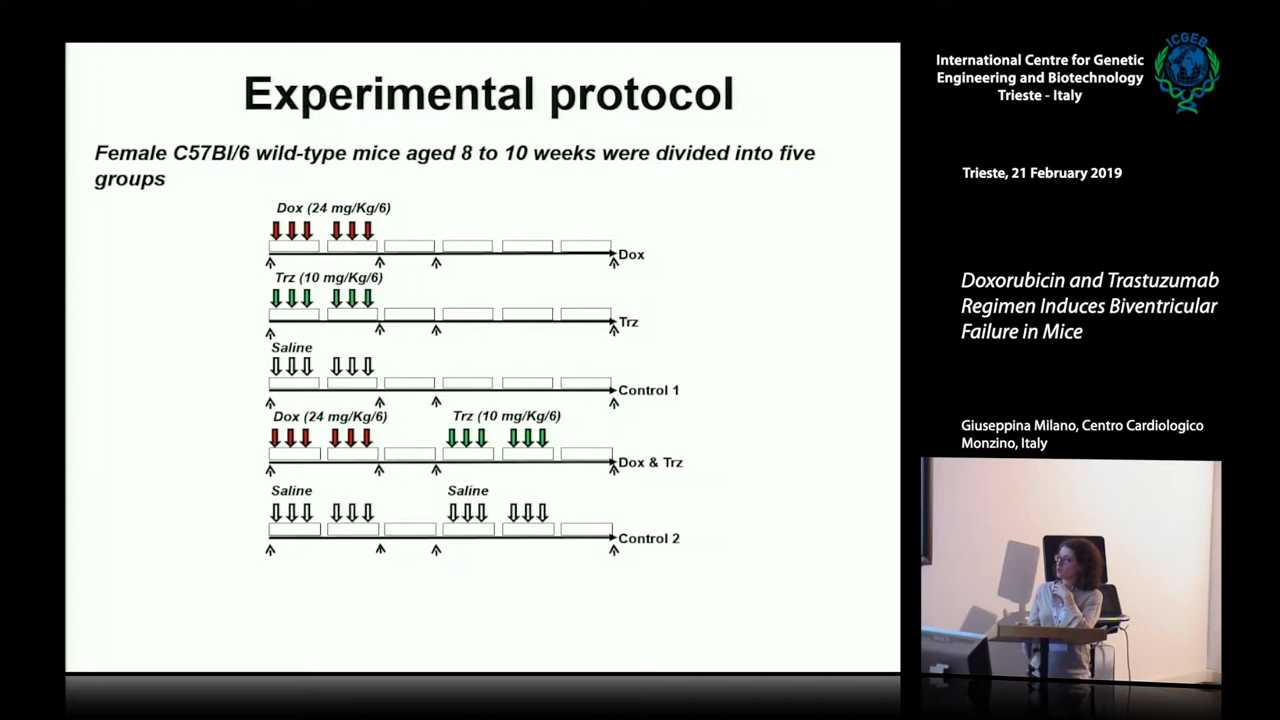 Experimental protocol
Female C57Bl/6 wild-type mice aged 8 to 10 weeks were divided into five
groups
Dox (24 mg/Kg/6)
Dox
Trz (10 mg/Kg/6)
Trz
Saline
Control 1
Dox (24 mg/Kg/6)
Trz (10 mg/Kg/6)
Dox & Trz
Saline
Saline
Control 2
ICGEB
International Centre for Genetic
Engineering and Biotechnology
Trieste - Italy
Trieste, 21 February 2019
Doxorubicin and Trastuzumab
Regimen Induces Biventricular
Failure in Mice
Giuseppina Milano, Centro Cardiologico
Monzino, Italy